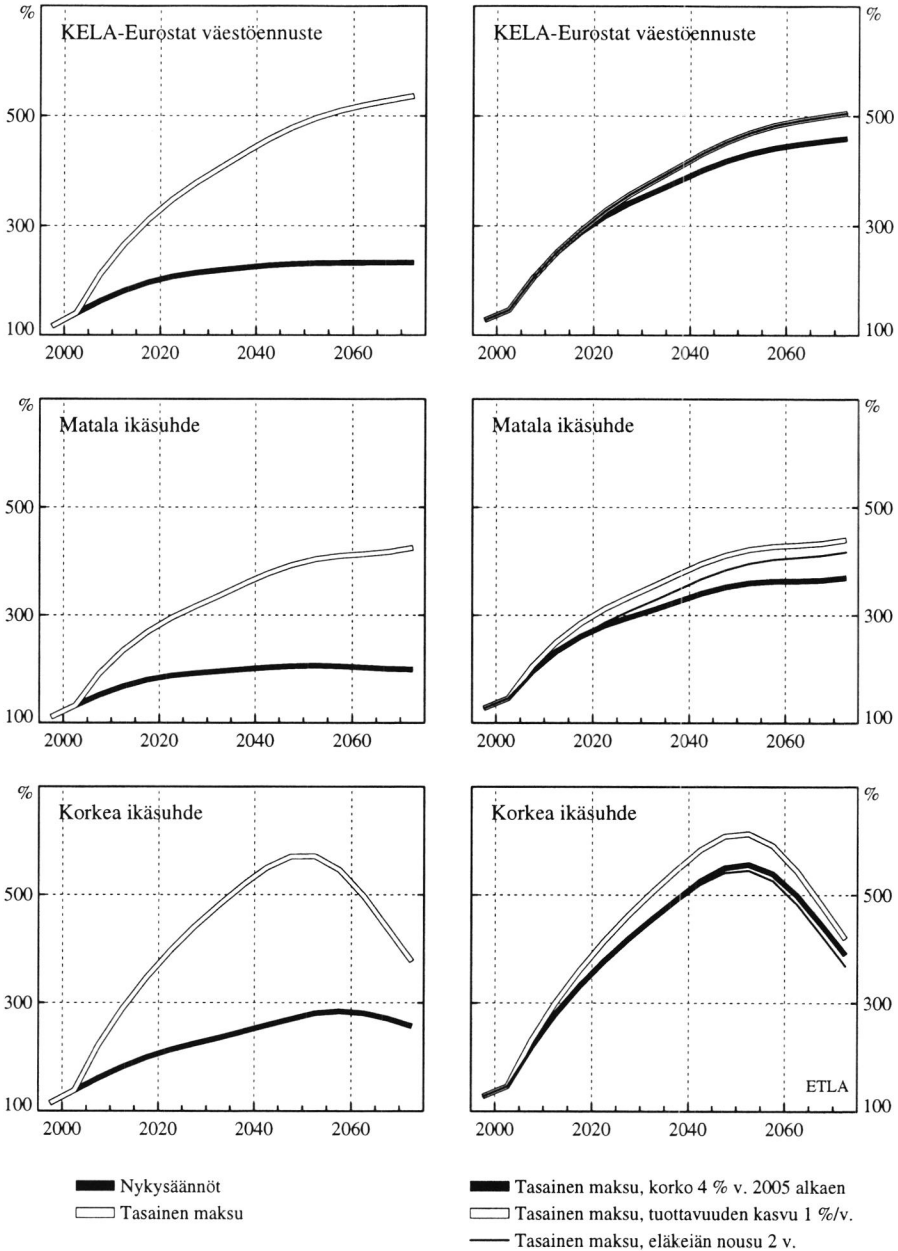 %
KELA-Eurostat väestöennuste
500
300
100
2000 2020 2040 2060
%
KELA-Eurostat väestöennuste
500
300
100
2000 2020 2040 2060
%
Matala ikäsuhde
500
300
100
2000 2020 2040 2060
%
Matala ikäsuhde
500
300
100
2000 2020 2040 2060
%
Korkea ikäsuhde
500
300
100
2000 2020 2040 2060
%
Korkea ikäsuhde
500
300
ETLA
100
2000 2020 2040 2060
Nykysäännöt
Tasainen maksu
Tasainen maksu, korko 4 % v. 2005 alkaen
Tasainen maksu, tuottavuuden kasvu 1 %/v.
Tasainen maksu, eläkeiän nousu 2 v.